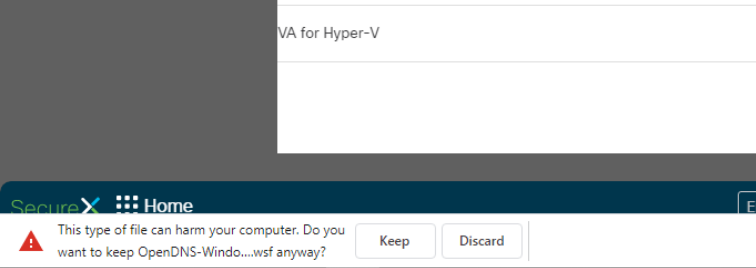 VA for Hyper-V
SecureX Home
This type of file can harm your computer. Do you
want to keep OpenDNS-Windo....wsf anyway?
Keep
Discard
E